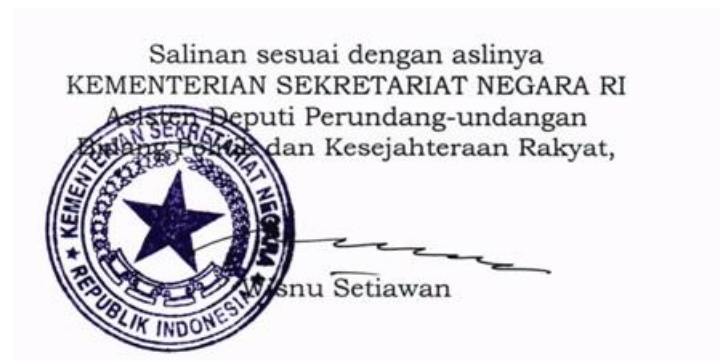 Salinan sesuai dengan aslinya
KEMENTERIAN SEKRETARIAT NEGARA RI
Asisten Deputi Perundang-undangan
Bidang Politik dan Kesejahteraan Rakyat,
KEMENTERIAN SEKRETARIAT NEGARA
★ REPUBLIK INDONESIA ★
Wisnu Setiawan